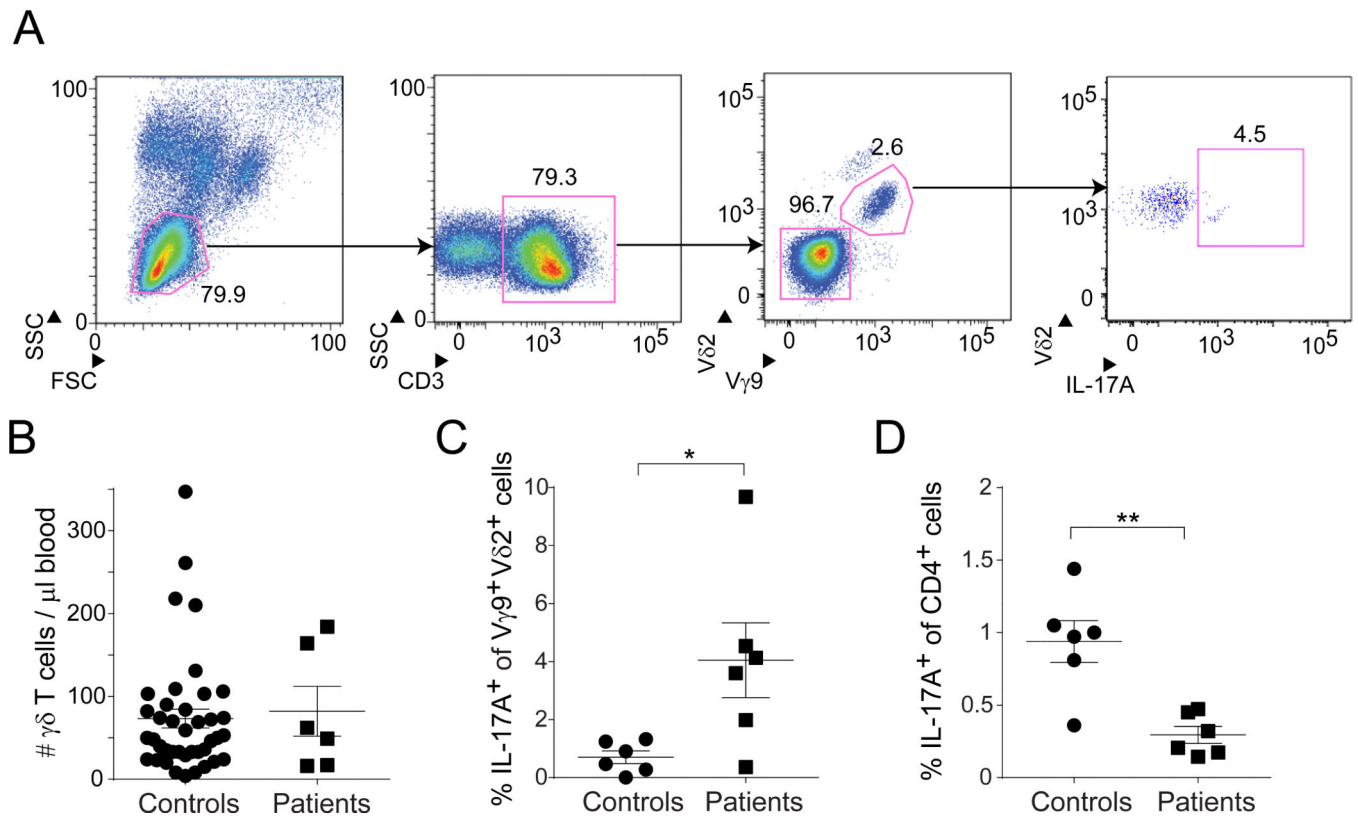 A
100
0
SSC
FSC
100
79.9
100
0
SSC
CD3
0
10³
10⁵
79.3
10⁵
10³
0
Vδ2
Vγ9
0
10³
10⁵
96.7
2.6
10⁵
10³
0
Vδ2
IL-17A
0
10³
10⁵
4.5
B
# γδ T cells / µl blood
300
200
100
0
Controls
Patients
C
% IL-17A⁺ of Vγ9⁺Vδ2⁺ cells
10
8
6
4
2
0
*
Controls
Patients
D
% IL-17A⁺ of CD4⁺ cells
2
1.5
1
0.5
0
**
Controls
Patients